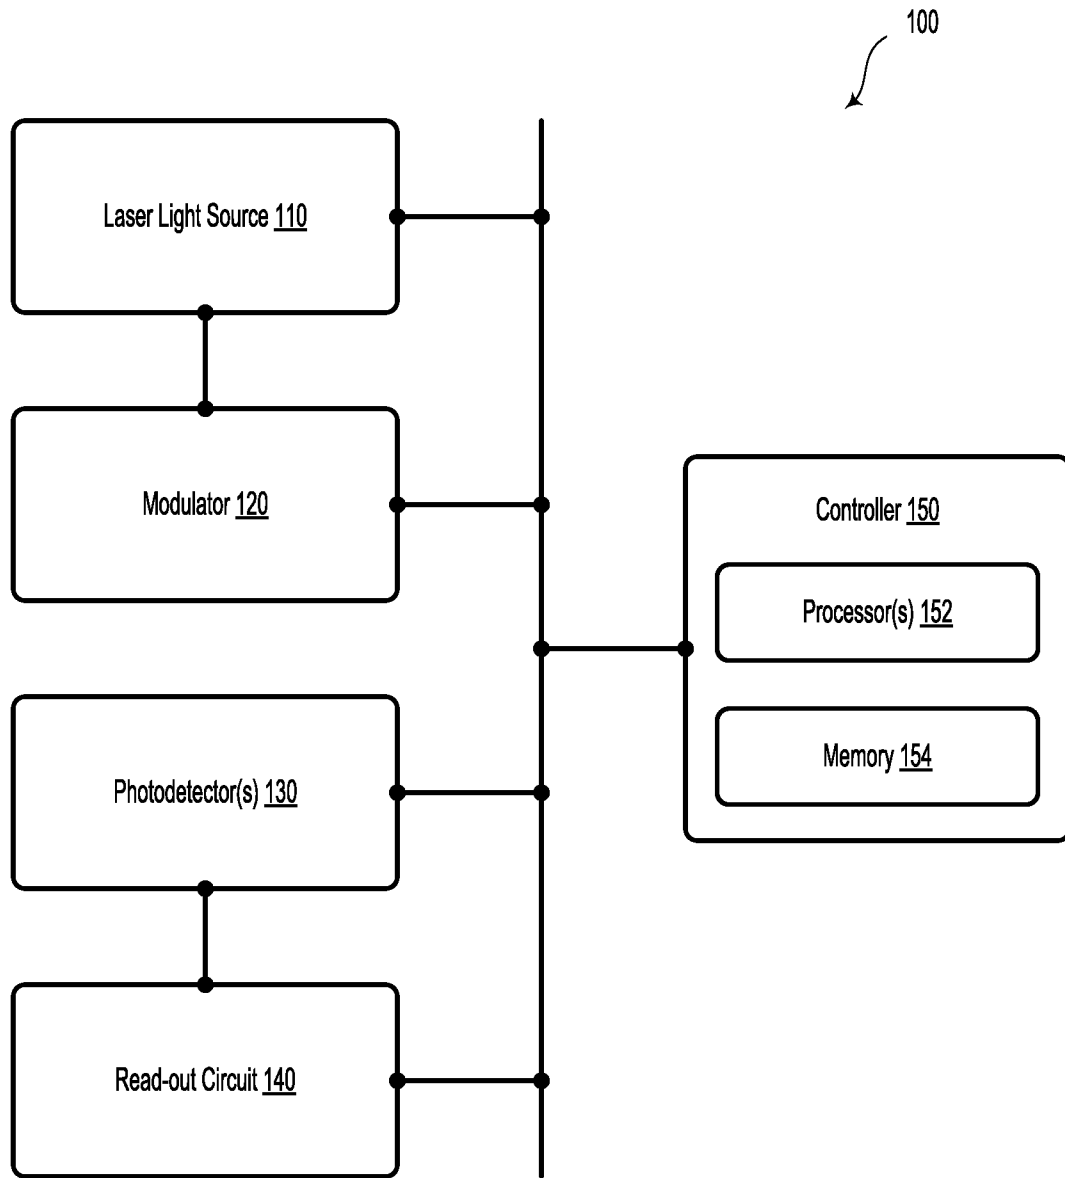 100
Laser Light Source 110
Modulator 120
Controller 150
Processor(s) 152
Memory 154
Photodetector(s) 130
Read-out Circuit 140